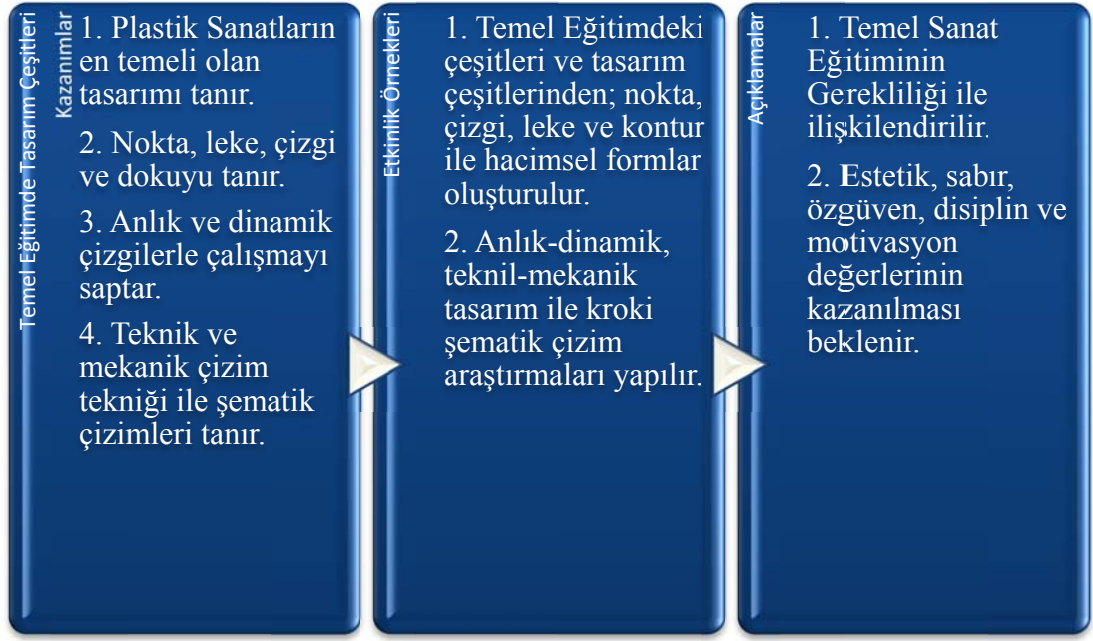 Temel Eğitimde Tasarım Çeşitleri
Kazanımlar
1. Plastik Sanatların
en temeli olan
tasarımı tanır.
2. Nokta, leke, çizgi
ve dokuyu tanır.
3. Anlık ve dinamik
çizgilerle çalışmayı
saptar.
4. Teknik ve
mekanik çizim
tekniği ile şematik
çizimleri tanır.
Etkinlik Örnekleri
1. Temel Eğitimdeki
çeşitleri ve tasarım
çeşitlerinden; nokta,
çizgi, leke ve kontur
ile hacimsel formlar
oluşturulur.
2. Anlık-dinamik,
teknil-mekanik
tasarım ile kroki
şematik çizim
araştırmaları yapılır.
Açıklamalar
1. Temel Sanat
Eğitiminin
Gerekliliği ile
ilişkilendirilir.
2. Estetik, sabır,
özgüven, disiplin ve
motivasyon
değerlerinin
kazanılması
beklenir.